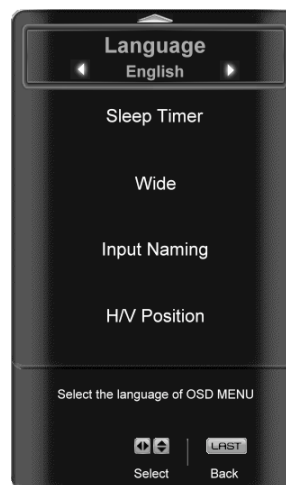 Language
English
Sleep Timer
Wide
Input Naming
H/V Position
Select the language of OSD MENU
LAST
Select Back